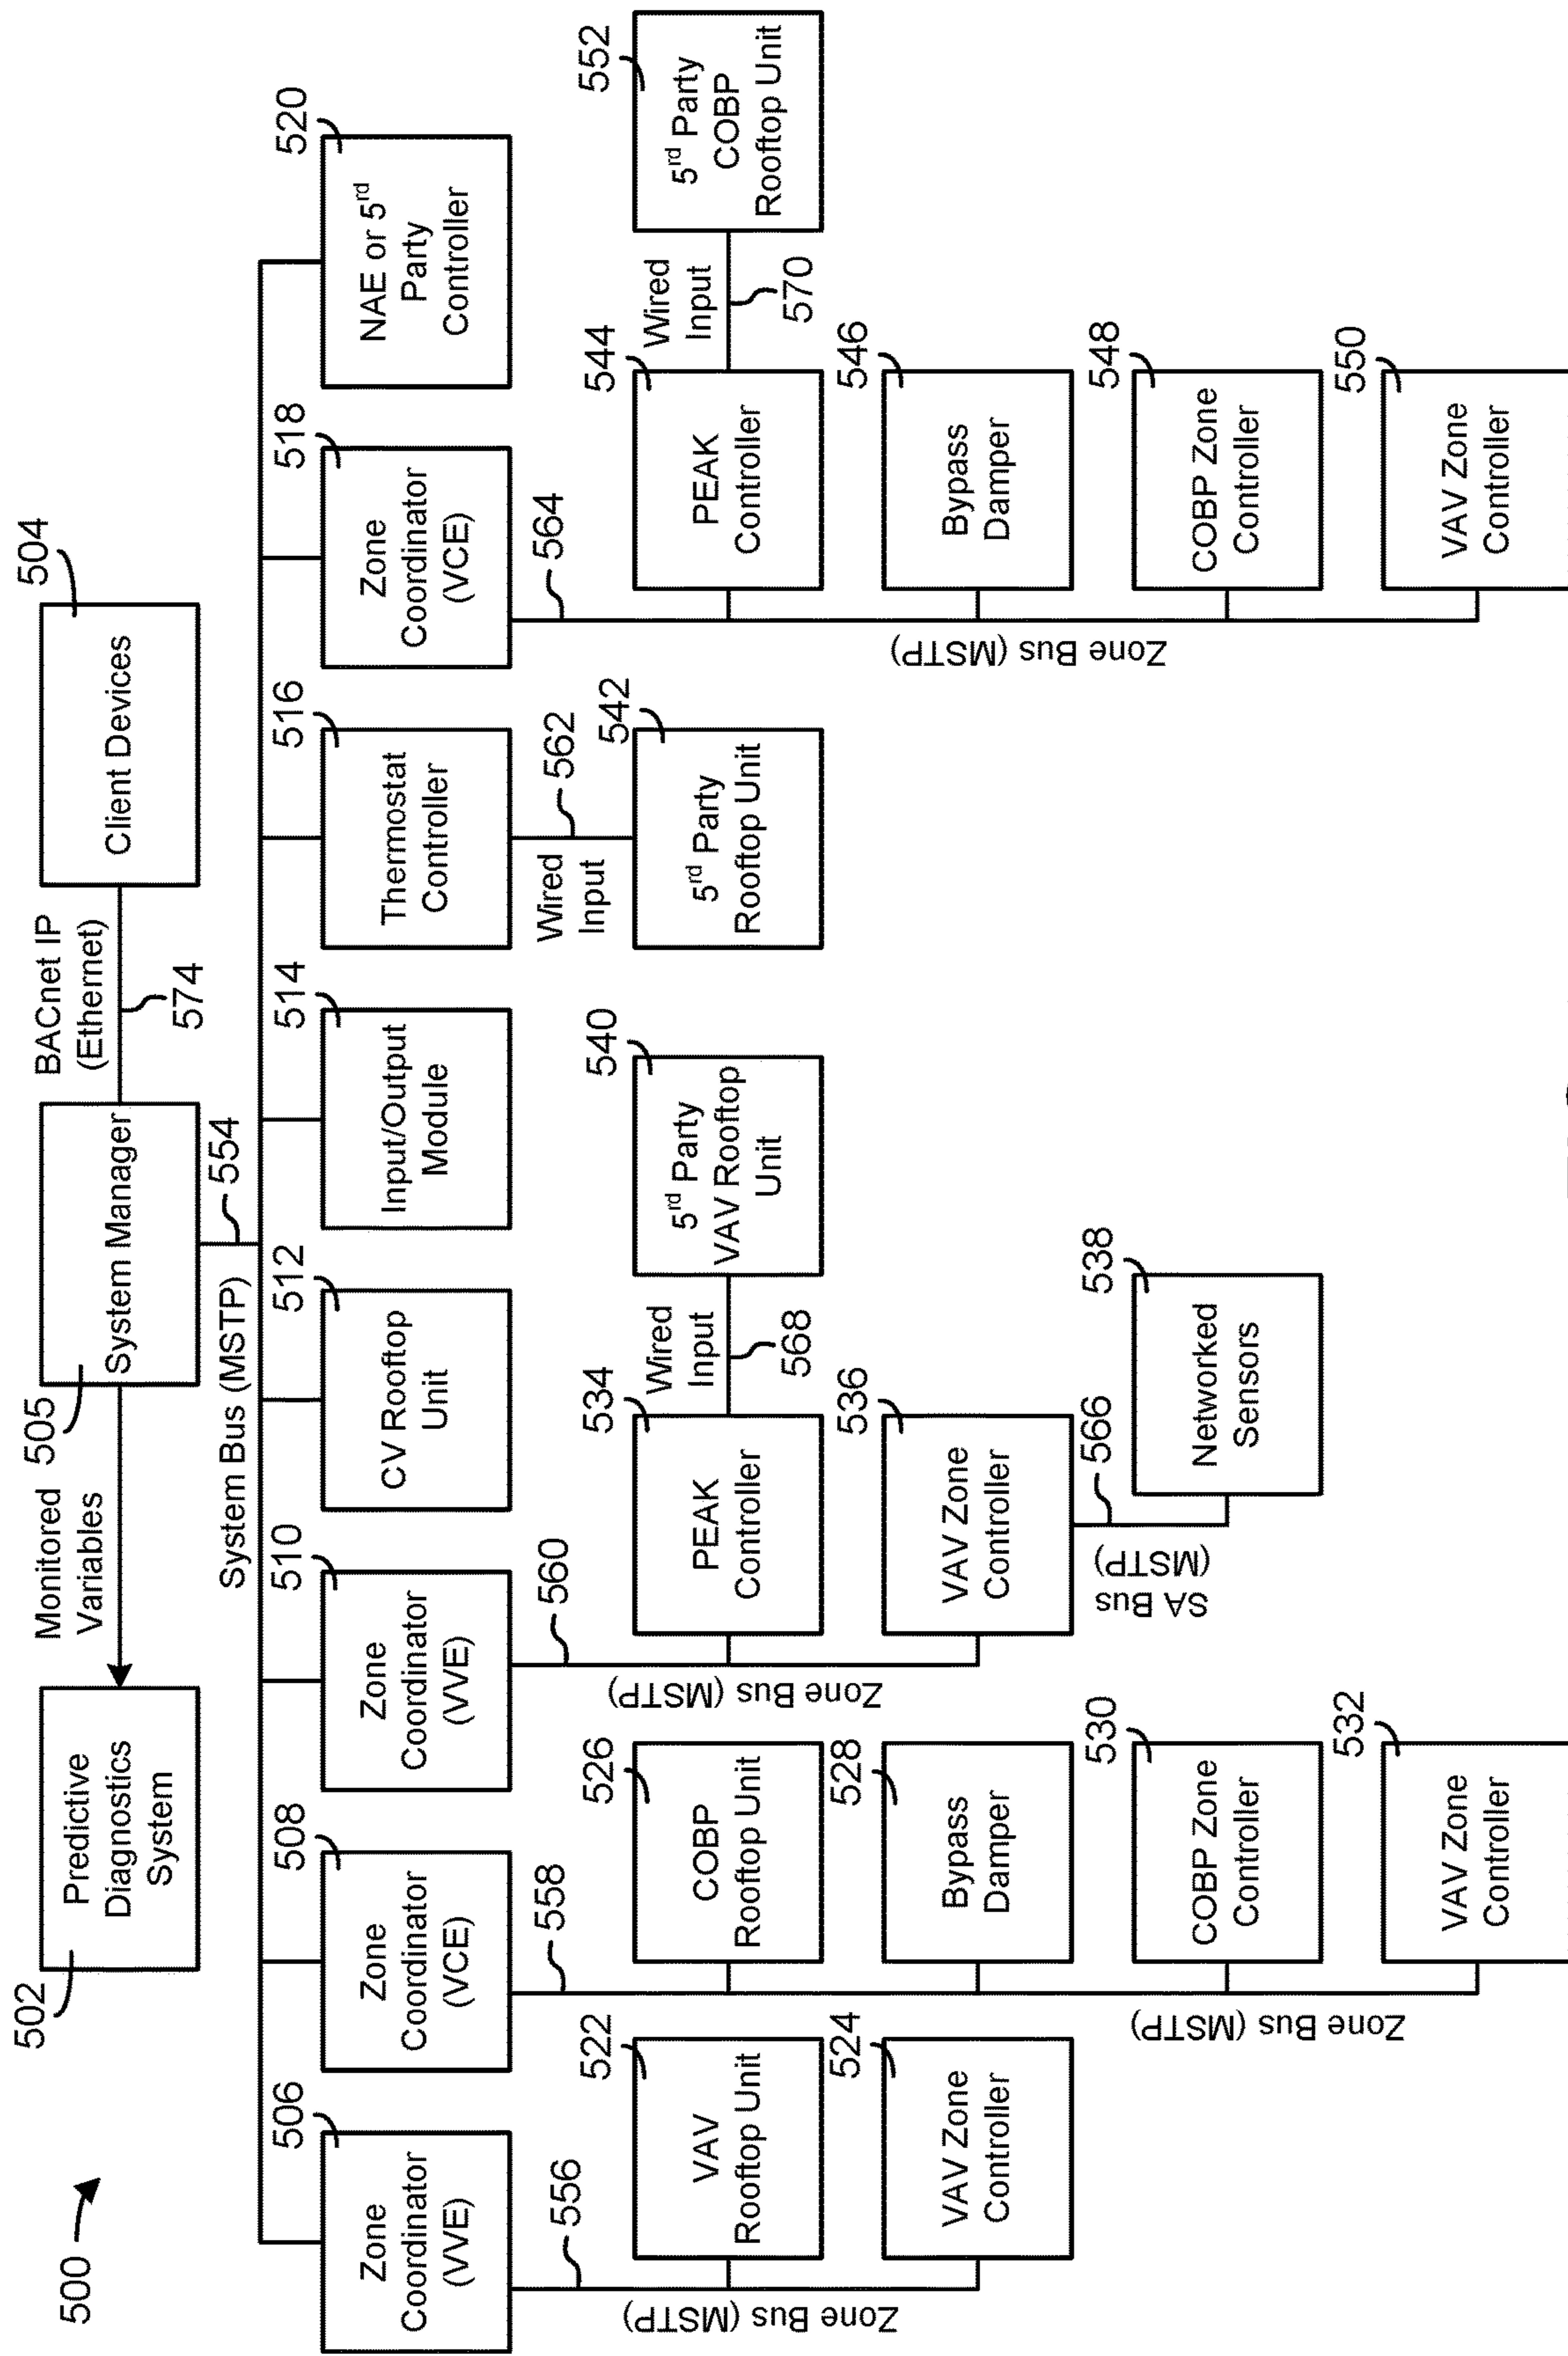 500
502
Predictive
Diagnostics
System
Monitored
Variables
505
System Manager
BACnet IP
(Ethernet)
574
504
Client Devices
System Bus (MSTP)
554
506
Zone
Coordinator
(VVE)
508
Zone
Coordinator
(VCE)
510
Zone
Coordinator
(VVE)
512
CV Rooftop
Unit
514
Input/Output
Module
516
Thermostat
Controller
518
Zone
Coordinator
(VCE)
520
NAE or 5rd
Party
Controller
556
Zone Bus (MSTP)
522
VAV
Rooftop Unit
524
VAV Zone
Controller
558
Zone Bus (MSTP)
526
COBP
Rooftop Unit
528
Bypass
Damper
530
COBP Zone
Controller
532
VAV Zone
Controller
560
Zone Bus (MSTP)
534
PEAK
Controller
Wired
Input
568
540
5rd Party
VAV Rooftop
Unit
536
VAV Zone
Controller
566
SA Bus
(MSTP)
538
Networked
Sensors
Wired
Input
562
542
5rd Party
Rooftop Unit
564
Zone Bus (MSTP)
544
PEAK
Controller
Wired
Input
570
552
5rd Party
COBP
Rooftop Unit
546
Bypass
Damper
548
COBP Zone
Controller
550
VAV Zone
Controller